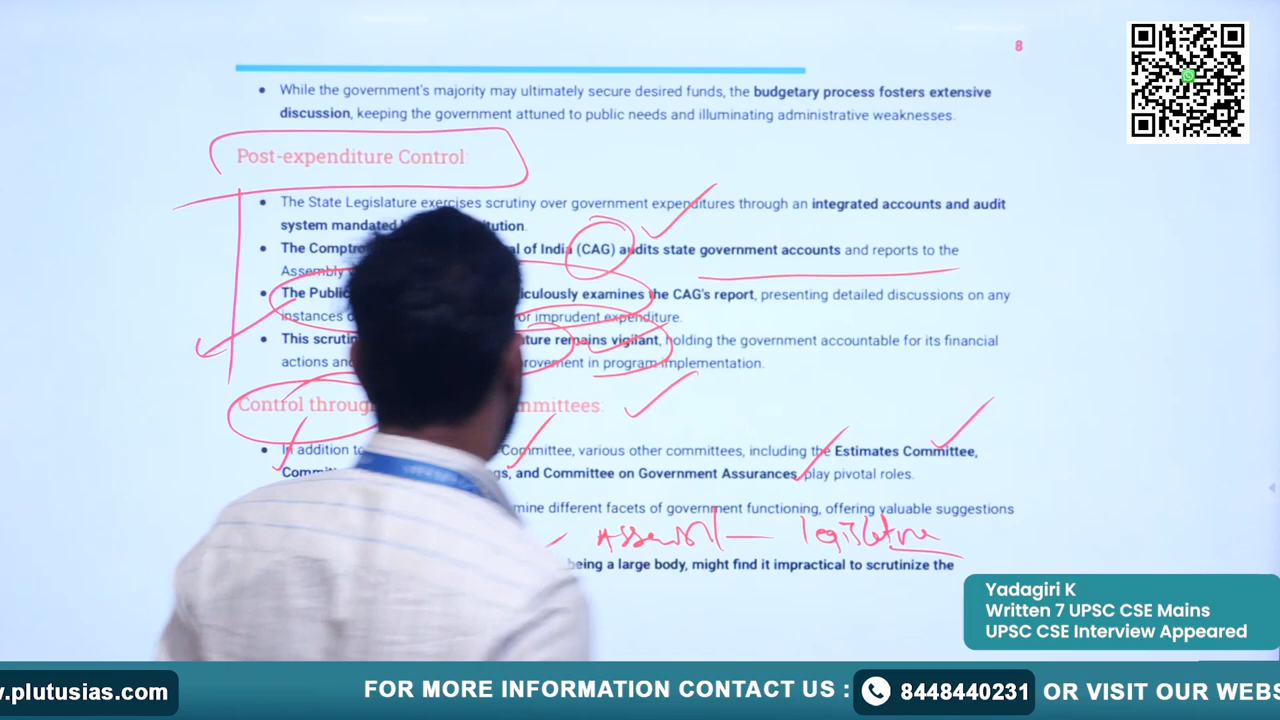 8
While the government's majority may ultimately secure desired funds, the budgetary process fosters extensive
discussion, keeping the government attuned to public needs and illuminating administrative weaknesses.
Post-expenditure Control:
The State Legislature exercises scrutiny over government expenditures through an integrated accounts and audit
system mandated
The Comptro of India (CAG) audits state government accounts and reports to the
Assembly
The Public iculously examines the CAG's report, presenting detailed discussions on any
instances or imprudent expenditure.
This scrutin ture remains vigilant, holding the government accountable for its financial
actions and rovement in program implementation.
Control through mmittees:
In addition to Committee, various other committees, including the Estimates Committee,
Committ gs, and Committee on Government Assurances, play pivotal roles.
mine different facets of government functioning, offering valuable suggestions
legislature
being a large body, might find it impractical to scrutinize the
Yadagiri K
Written 7 UPSC CSE Mains
UPSC CSE Interview Appeared
.plutusias.com FOR MORE INFORMATION CONTACT US : 8448440231 OR VISIT OUR WEBS